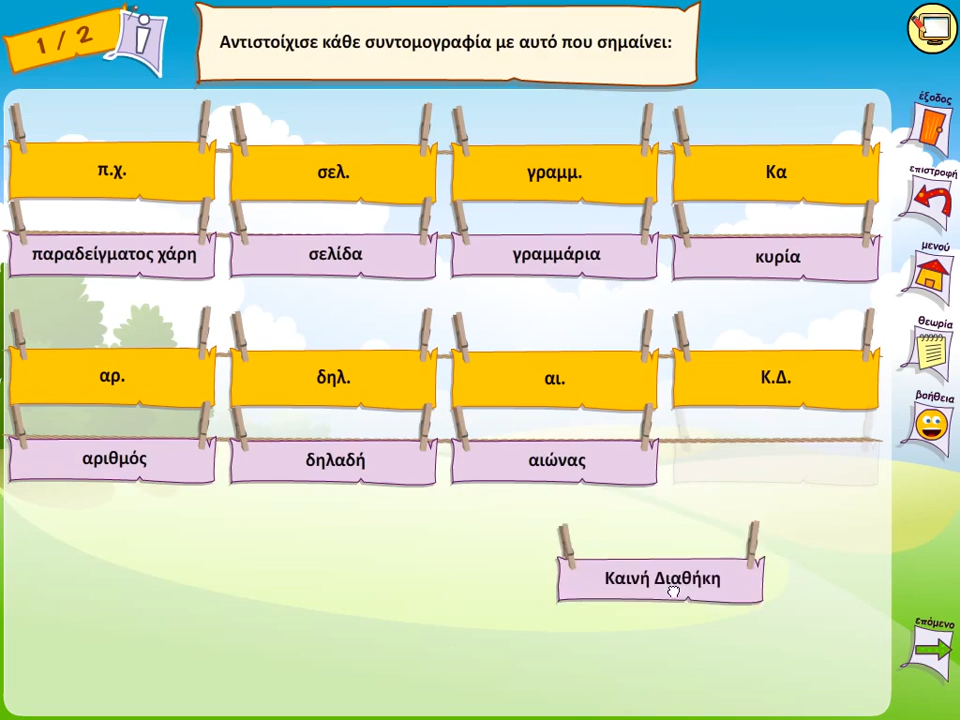 1 / 2
i
Αντιστοίχισε κάθε συντομογραφία με αυτό που σημαίνει:
έξοδος
π.χ.
σελ.
γραμμ.
Κα
επιστροφή
παραδείγματος χάρη
σελίδα
γραμμάρια
κυρία
μενού
θεωρία
αρ.
δηλ.
αι.
Κ.Δ.
βοήθεια
αριθμός
δηλαδή
αιώνας
Καινή Διαθήκη
επόμενο